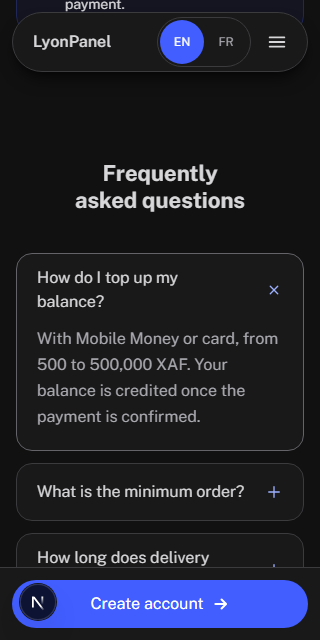 payment.
LyonPanel
EN
FR
Frequently
asked questions
How do I top up my
balance?
With Mobile Money or card, from
500 to 500,000 XAF. Your
balance is credited once the
payment is confirmed.
What is the minimum order?
How long does delivery
N
Create account →